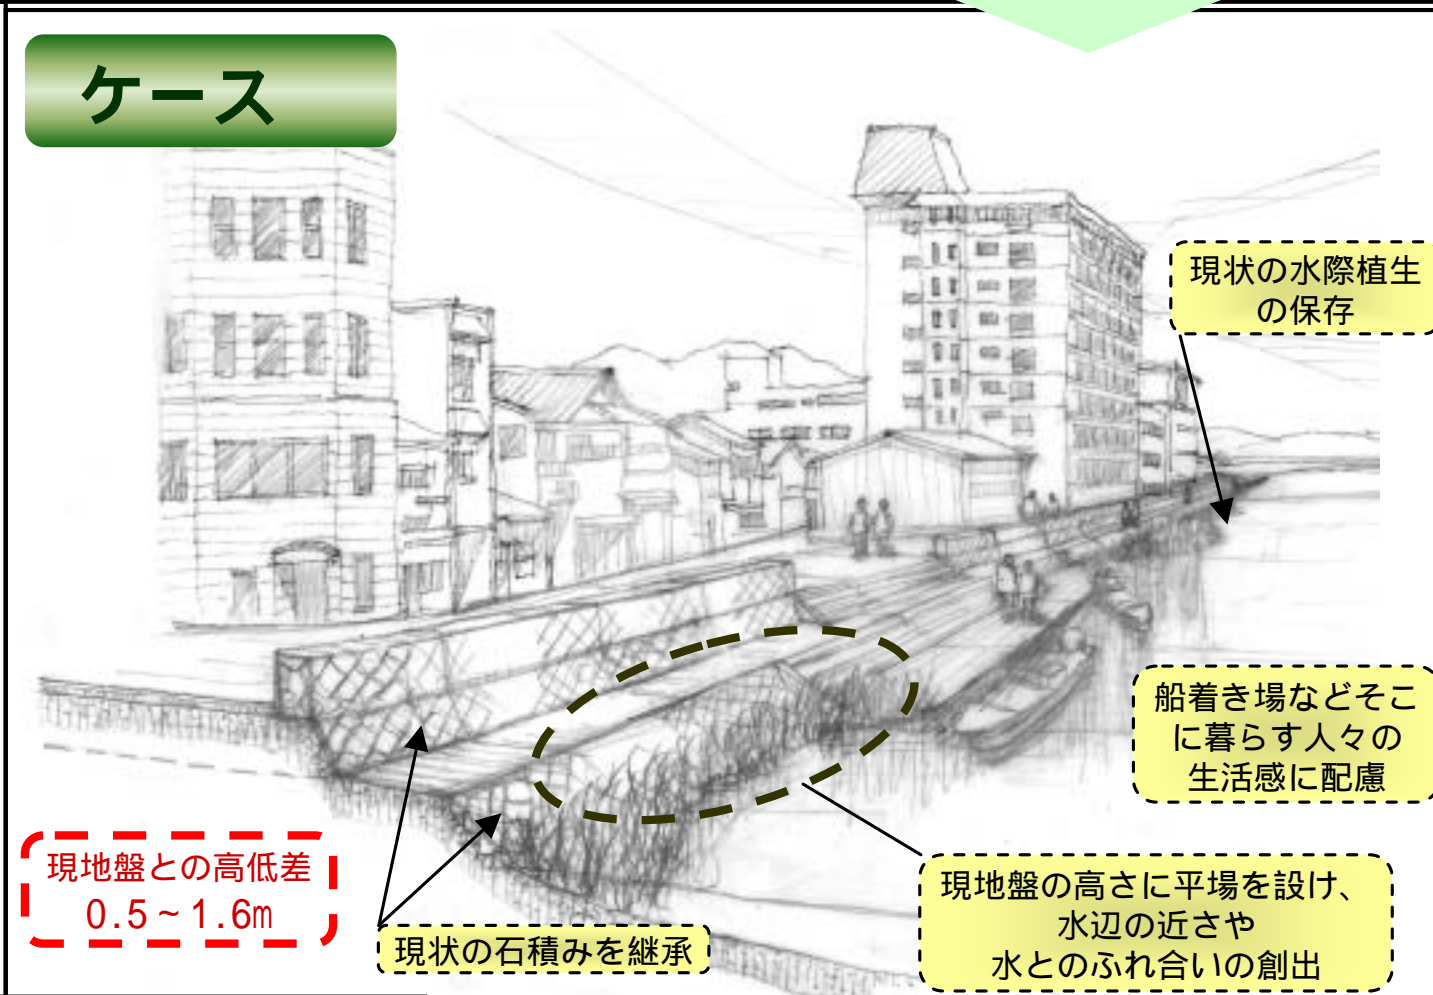 ケース
現状の水際植生
の保存
船着き場などそこ
に暮らす人々の
生活感に配慮
現地盤との高低差
0.5~1.6m
現状の石積みを継承
現地盤の高さに平場を設け、
水辺の近さや
水とのふれ合いの創出